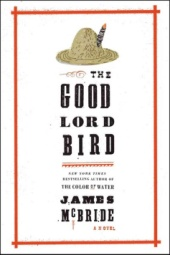 THE
GOOD
LORD
BIRD
NEW YORK TIMES
BESTSELLING AUTHOR OF
THE COLOR OF WATER
JAMES
McBRIDE
A NOVEL